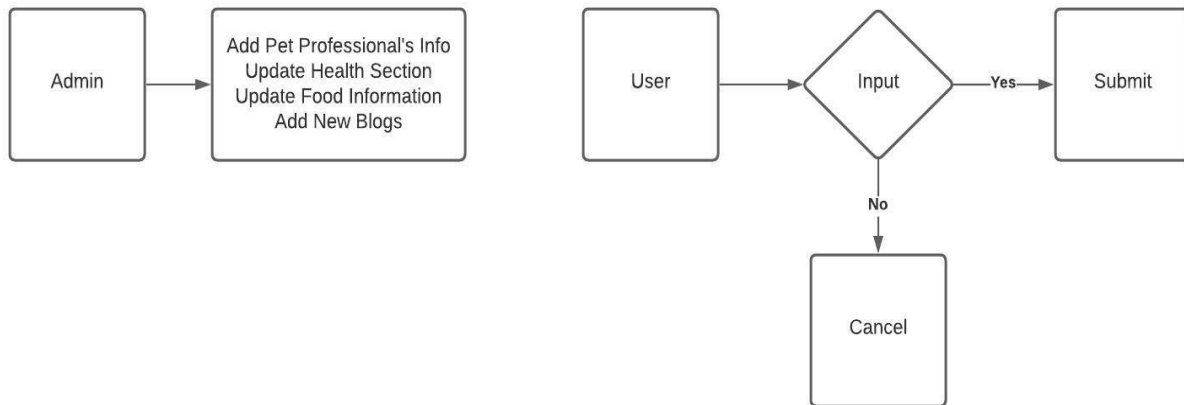 Admin
Add Pet Professional's Info
Update Health Section
Update Food Information
Add New Blogs
User
Input
Yes
Submit
No
Cancel